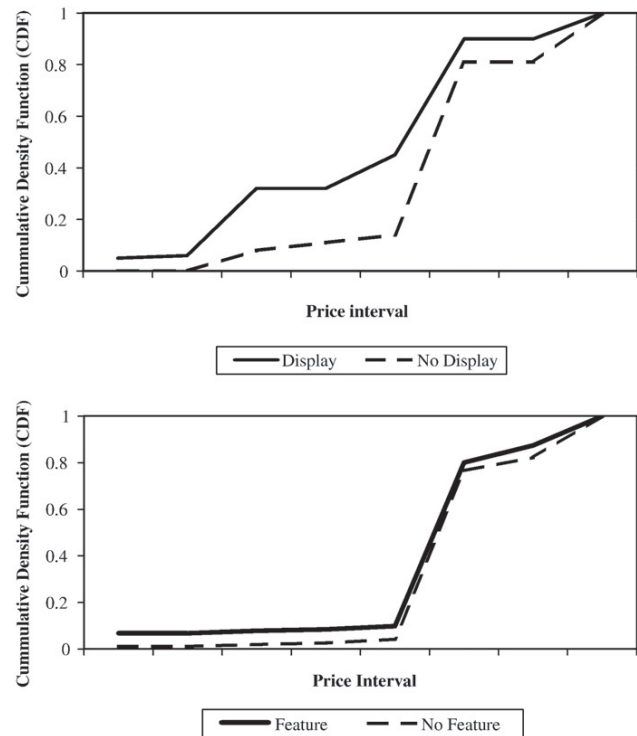 Cummulative Density Function (CDF)
1
0.8
0.6
0.4
0.2
0
Price interval
Display No Display
Cummulative Density Function (CDF)
1
0.8
0.6
0.4
0.2
0
Price Interval
Feature No Feature